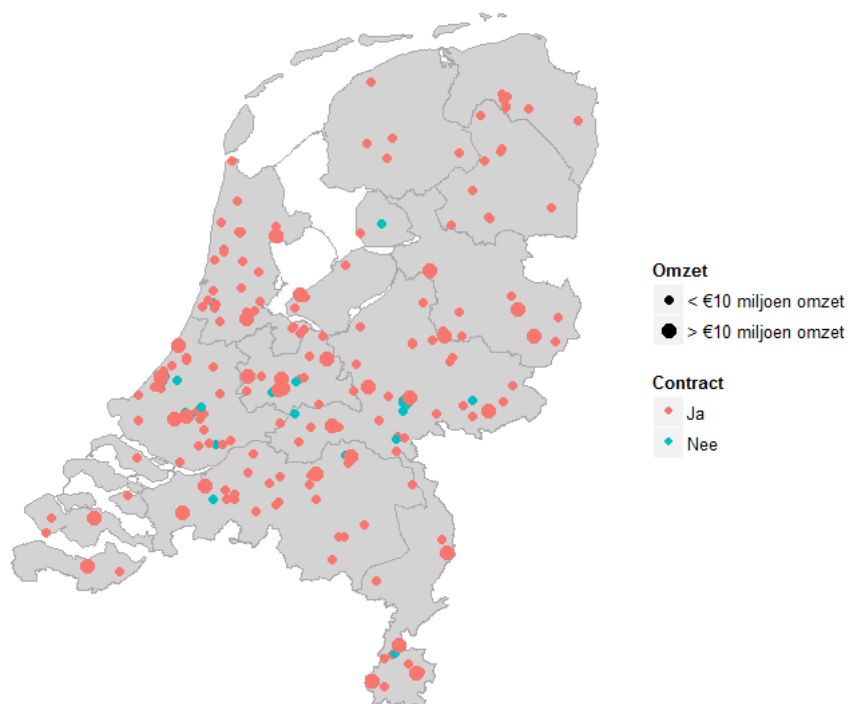 Omzet
< €10 miljoen omzet
> €10 miljoen omzet
Contract
Ja
Nee